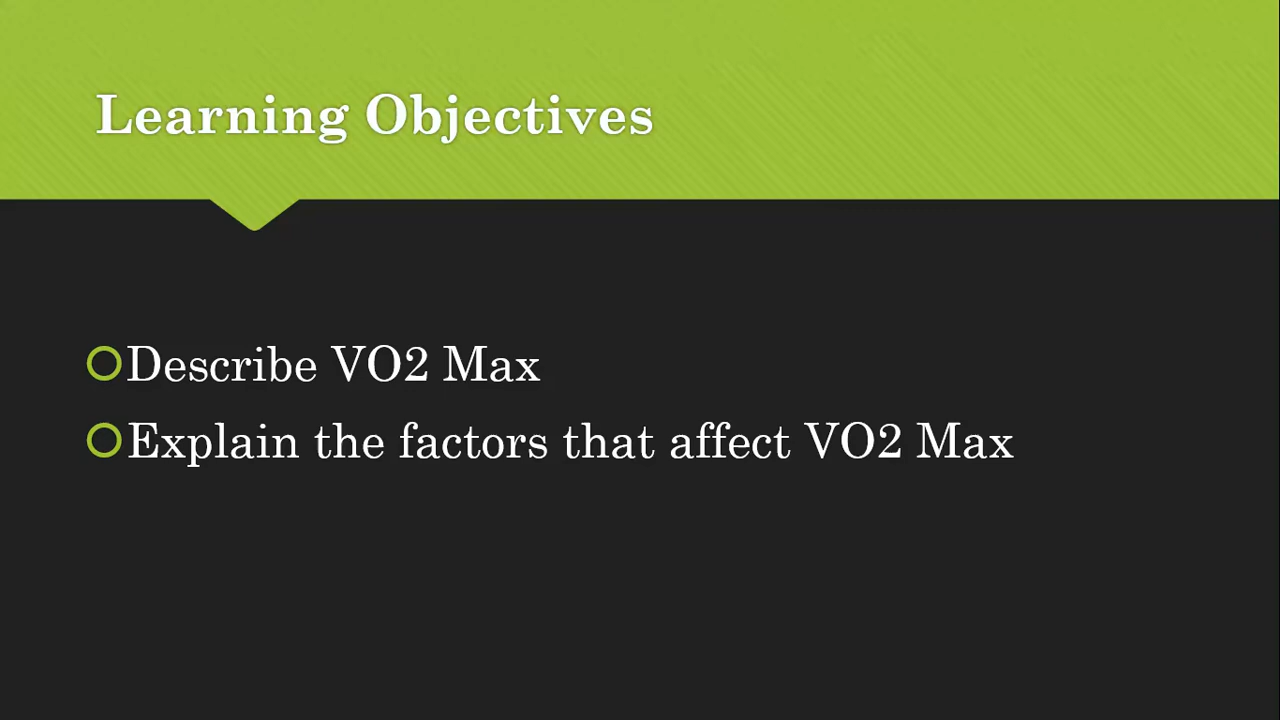 Learning Objectives
Describe VO2 Max
Explain the factors that affect VO2 Max